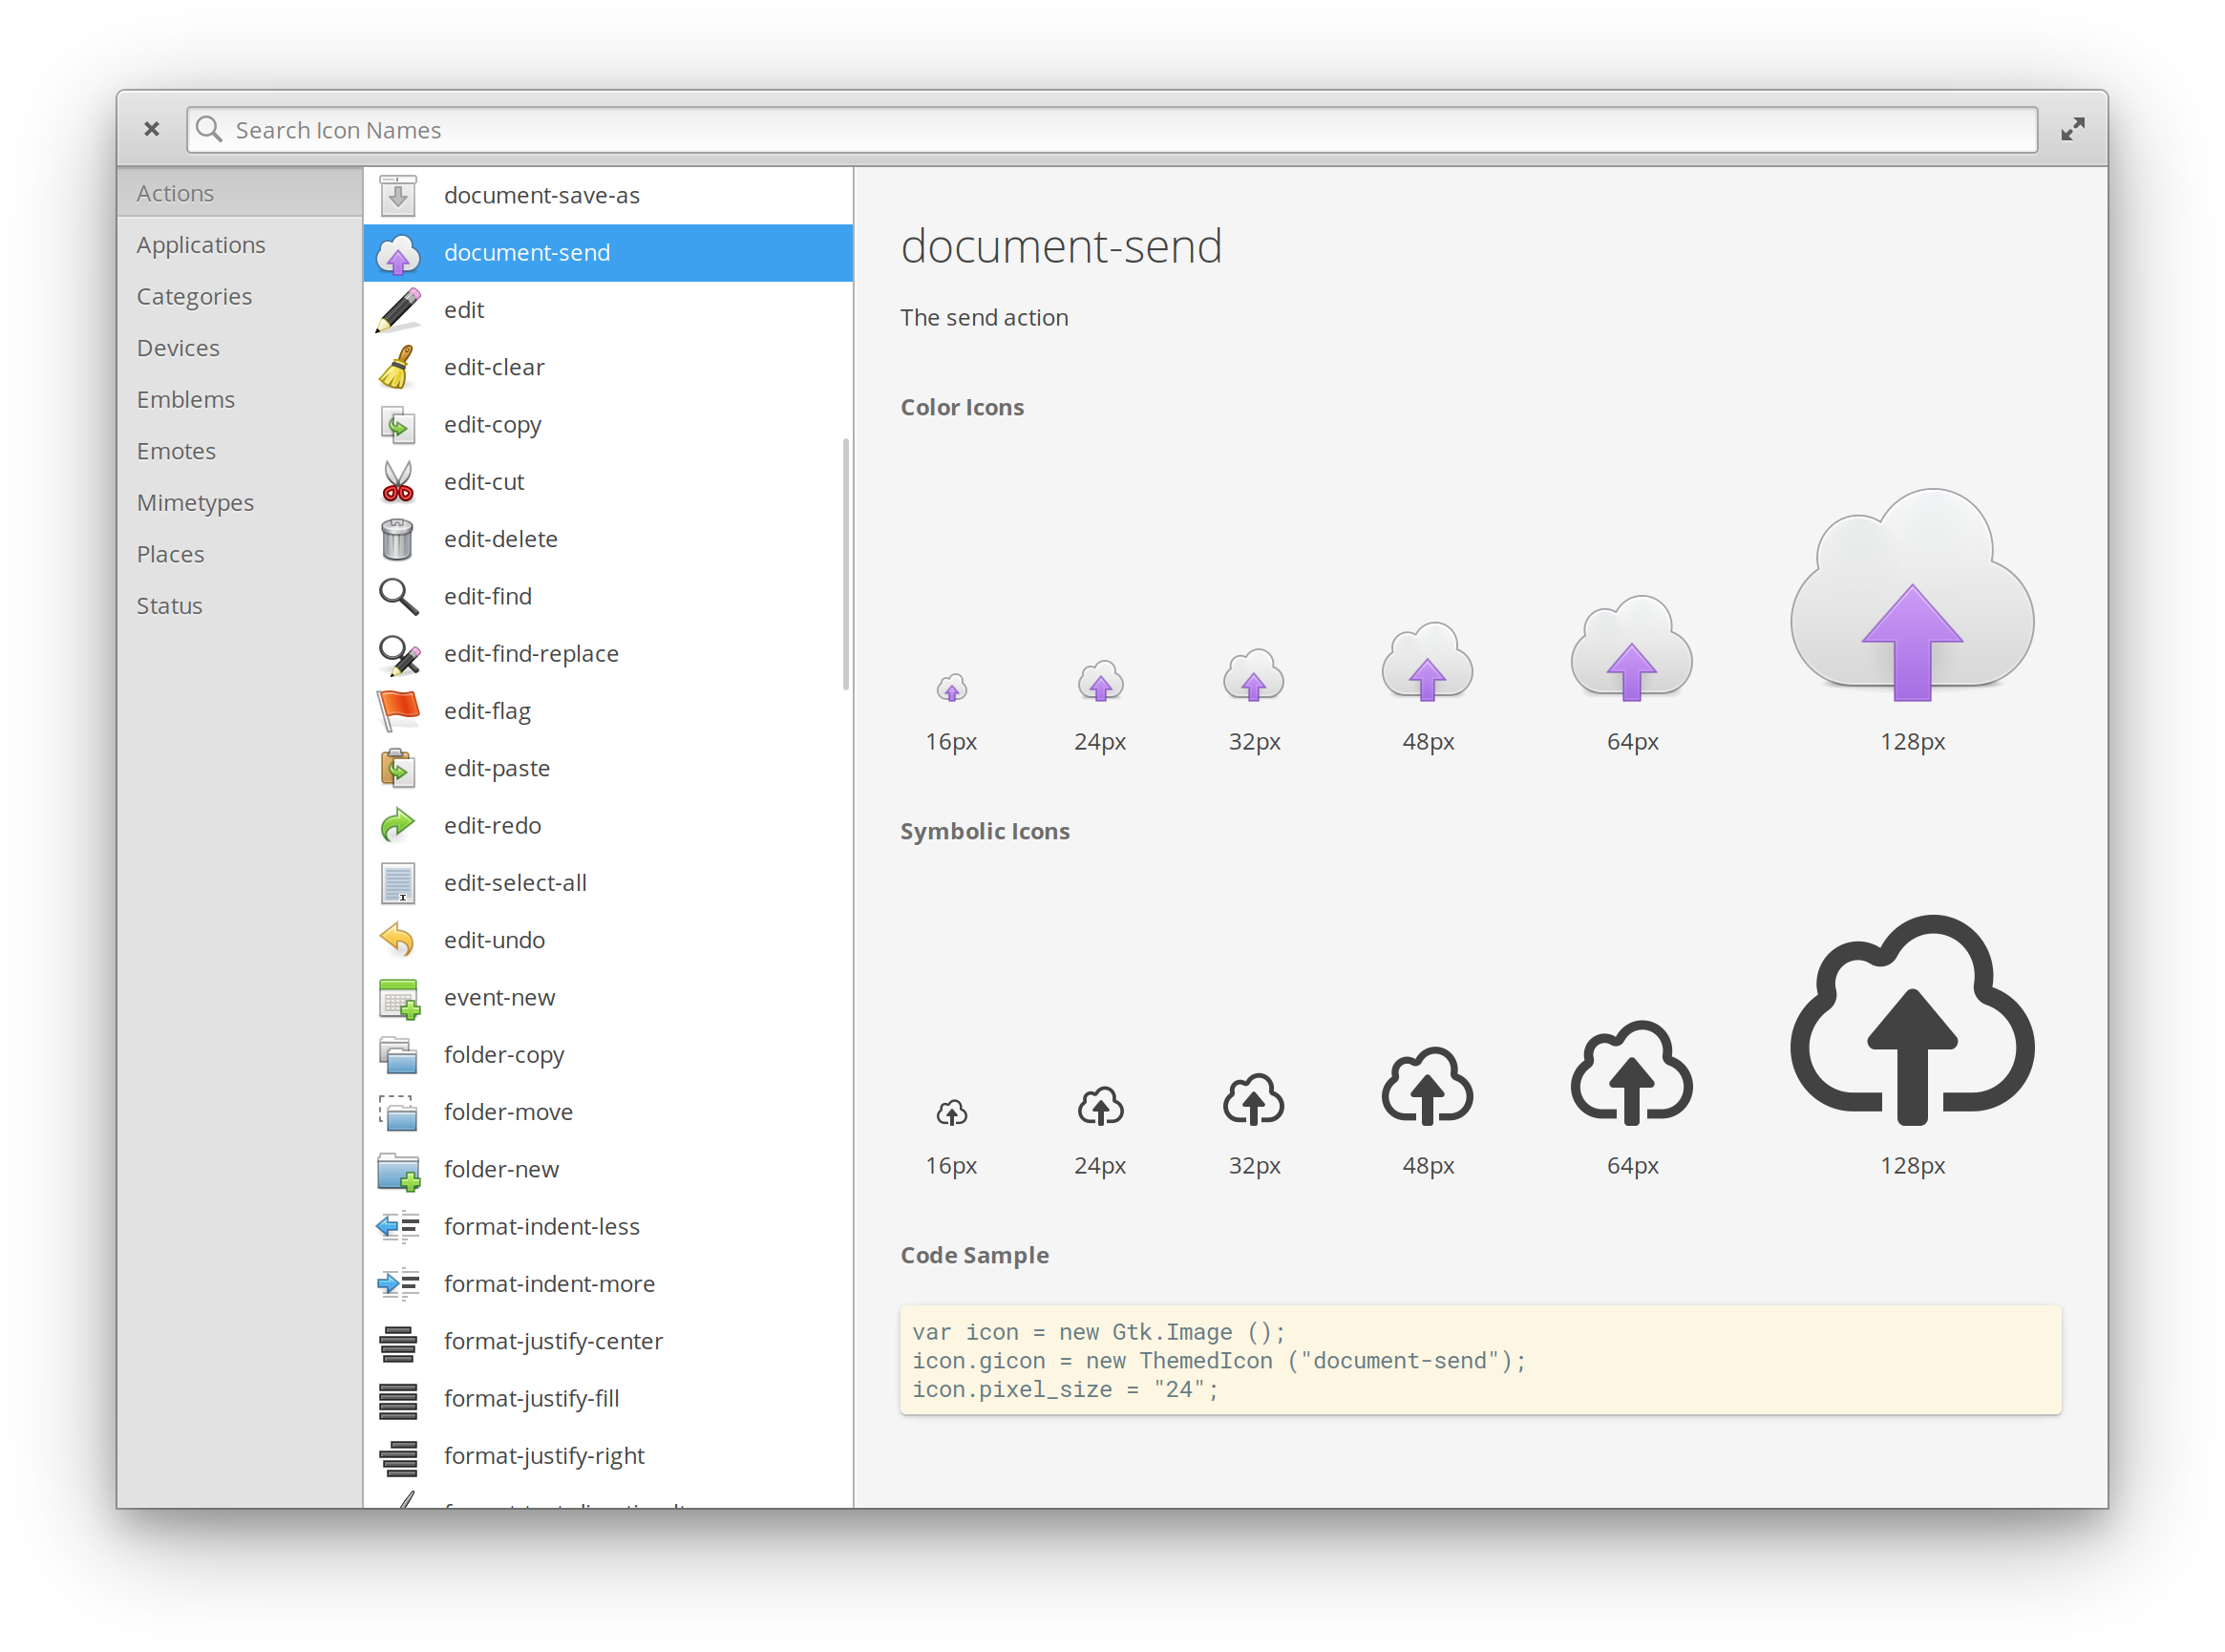 Search Icon Names
Actions
Applications
Categories
Devices
Emblems
Emotes
Mimetypes
Places
Status
document-save-as
document-send
edit
edit-clear
edit-copy
edit-cut
edit-delete
edit-find
edit-find-replace
edit-flag
edit-paste
edit-redo
edit-select-all
edit-undo
event-new
folder-copy
folder-move
folder-new
format-indent-less
format-indent-more
format-justify-center
format-justify-fill
format-justify-right
document-send
The send action
Color Icons
16px 24px 32px 48px 64px 128px
Symbolic Icons
16px 24px 32px 48px 64px 128px
Code Sample
var icon = new Gtk.Image ();
icon.gicon = new ThemedIcon ("document-send");
icon.pixel_size = "24";